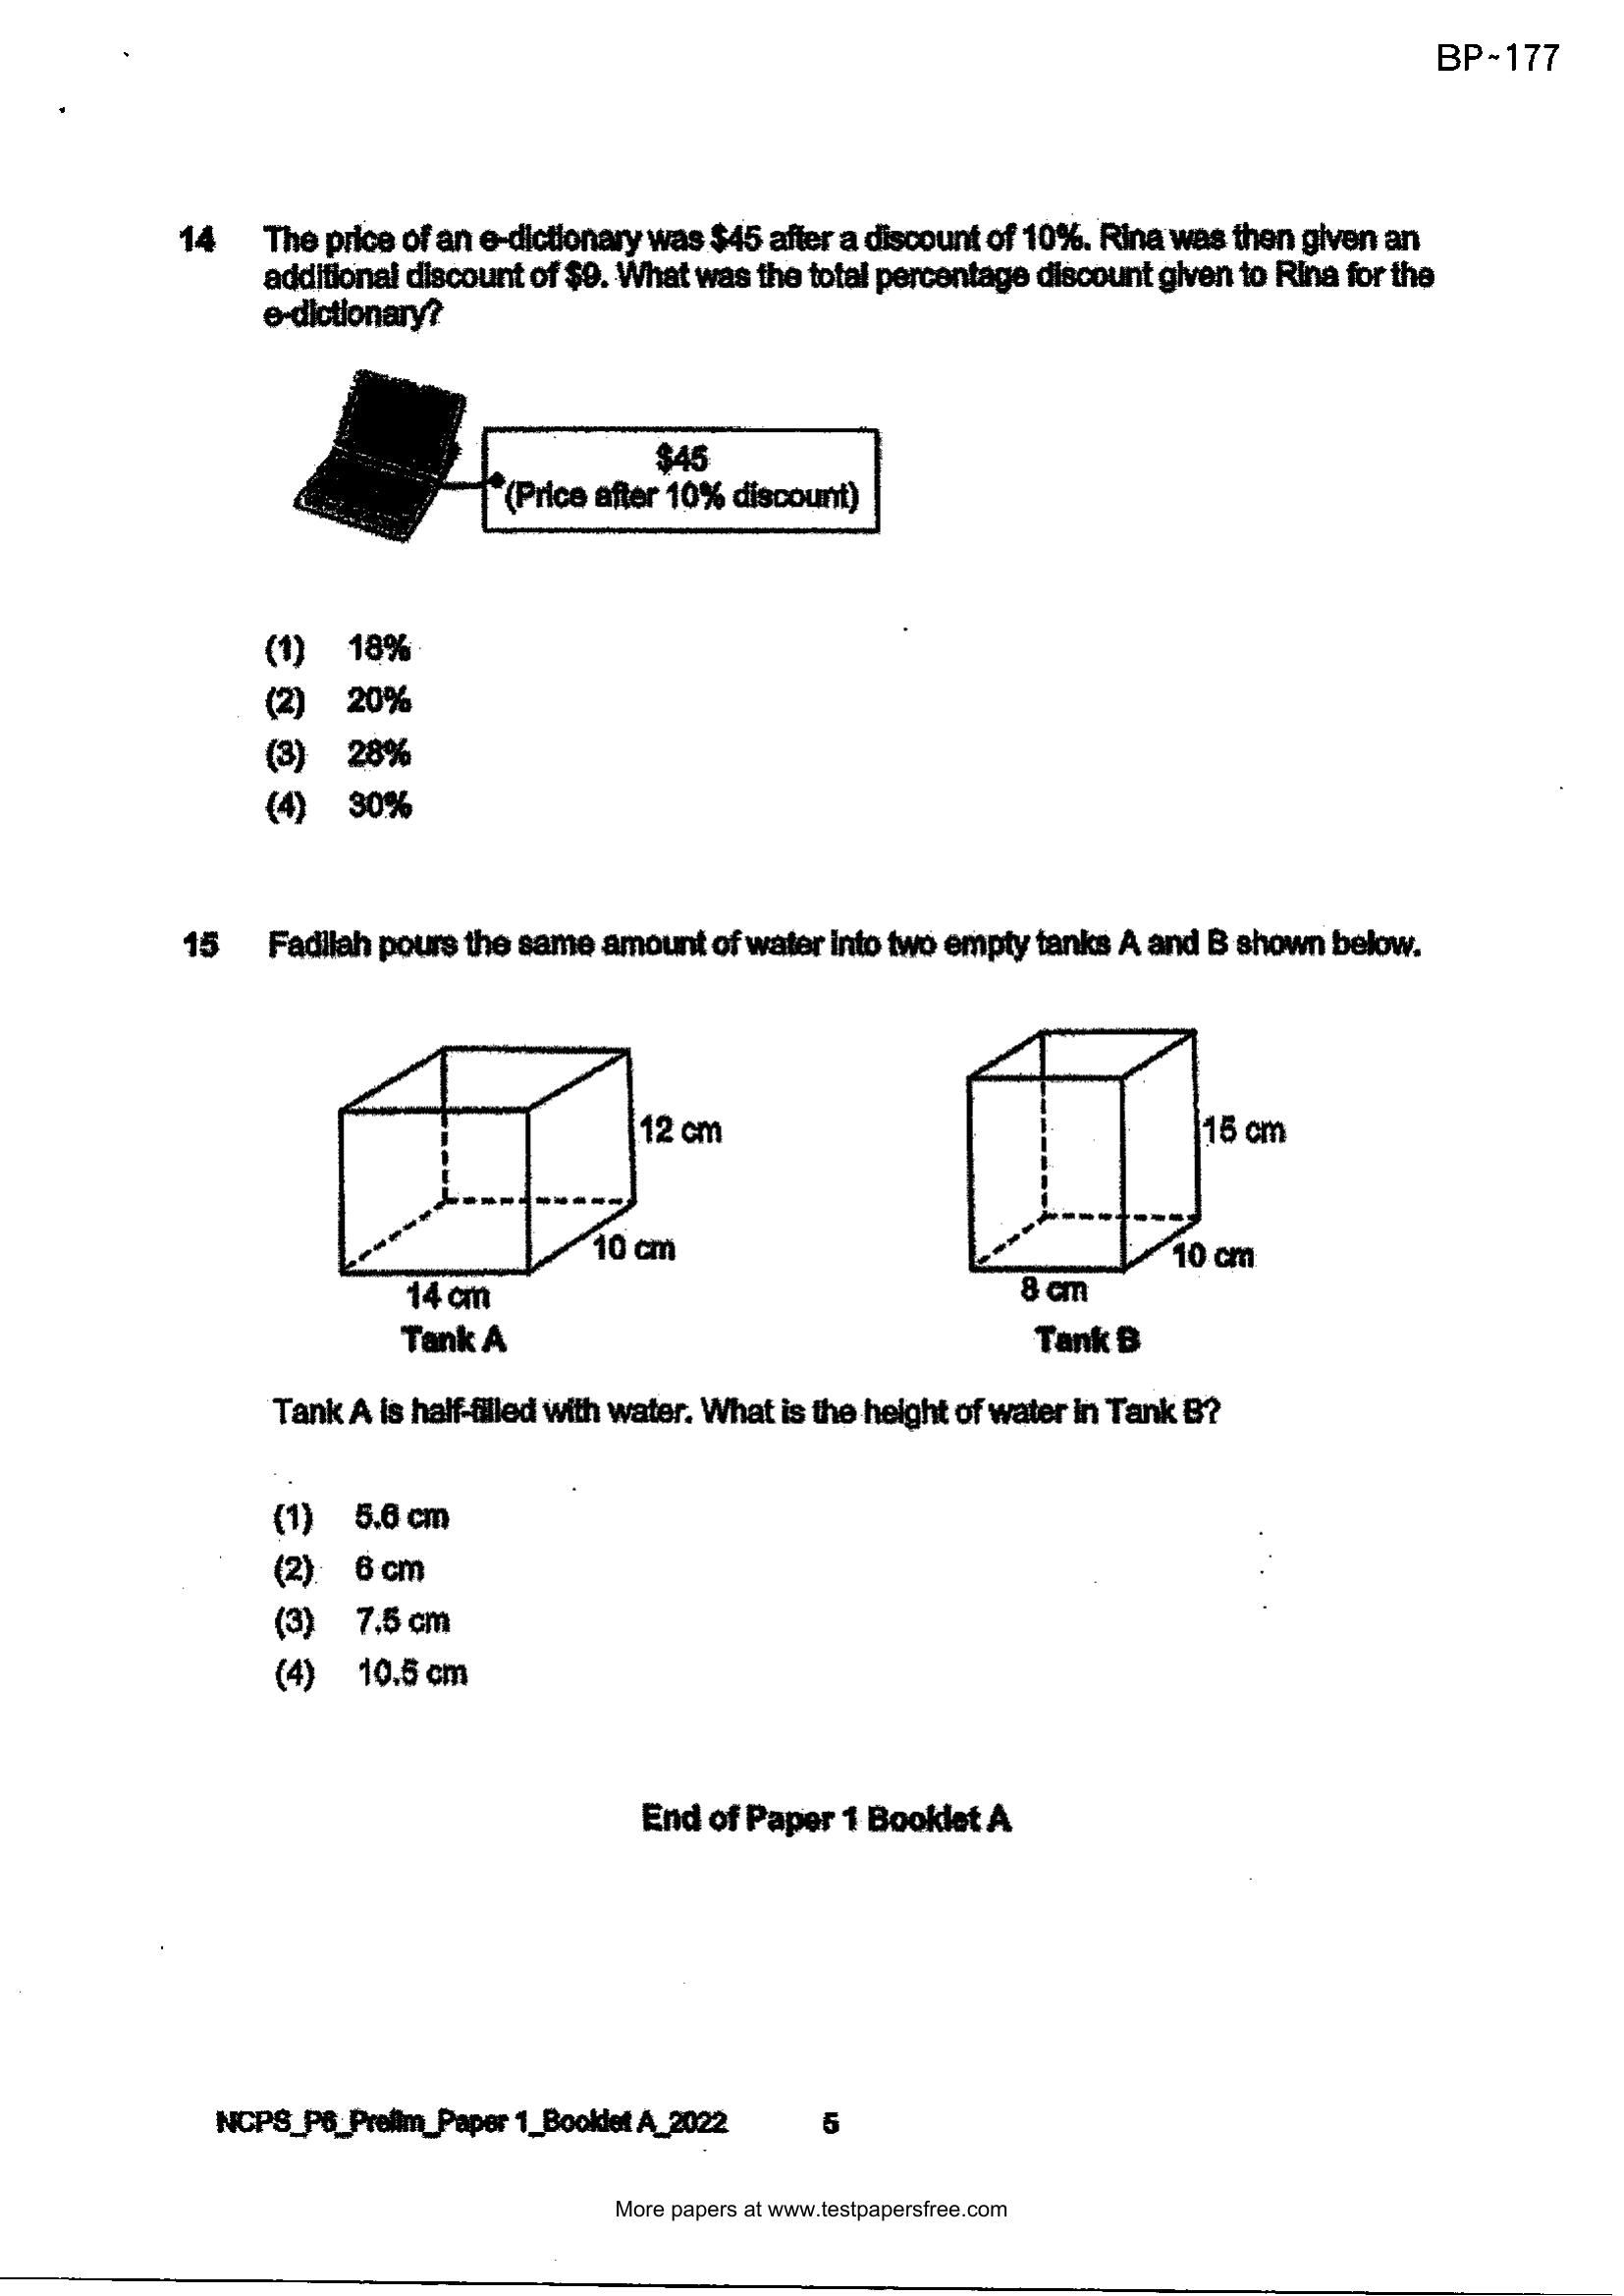 BP~177
14 The price of an e-dictionary was $45 after a discount of 10%. Rina was then given an
additional discount of $9. What was the total percentage discount given to Rina for the
e-dictionary?
$45
(Price after 10% discount)
(1) 18%
(2) 20%
(3) 28%
(4) 30%
15 Fadilah pours the same amount of water into two empty tanks A and B shown below.
12 cm
10 cm
14 cm
Tank A
15 cm
10 cm
8 cm
Tank B
Tank A is half-filled with water. What is the height of water in Tank B?
(1) 5.6 cm
(2) 6 cm
(3) 7.5 cm
(4) 10.5 cm
End of Paper 1 Booklet A
NCPS_P6_Prelim_Paper 1_Booklet A_2022 5
More papers at www.testpapersfree.com